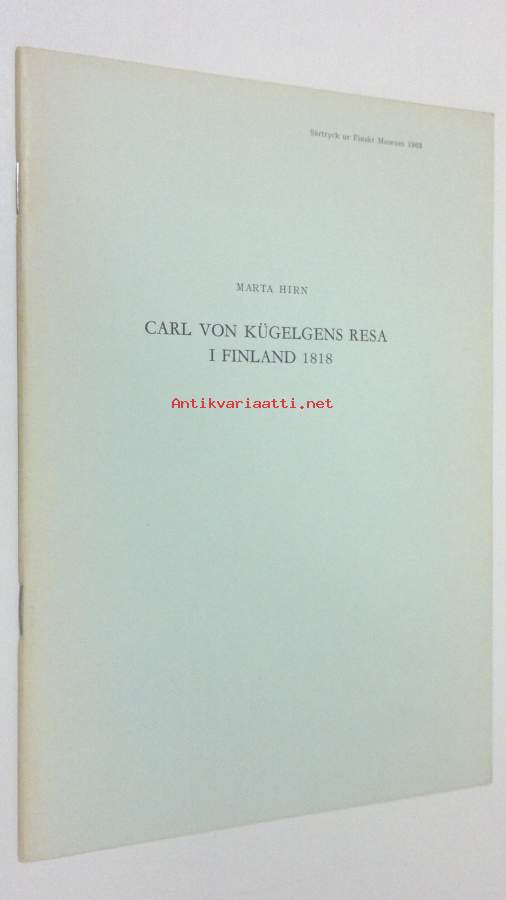 Särtryck ur Finskt Museum 1968
MARTA HIRN
CARL VON KÜGELGENS RESA
I FINLAND 1818
Antikvariaatti.net